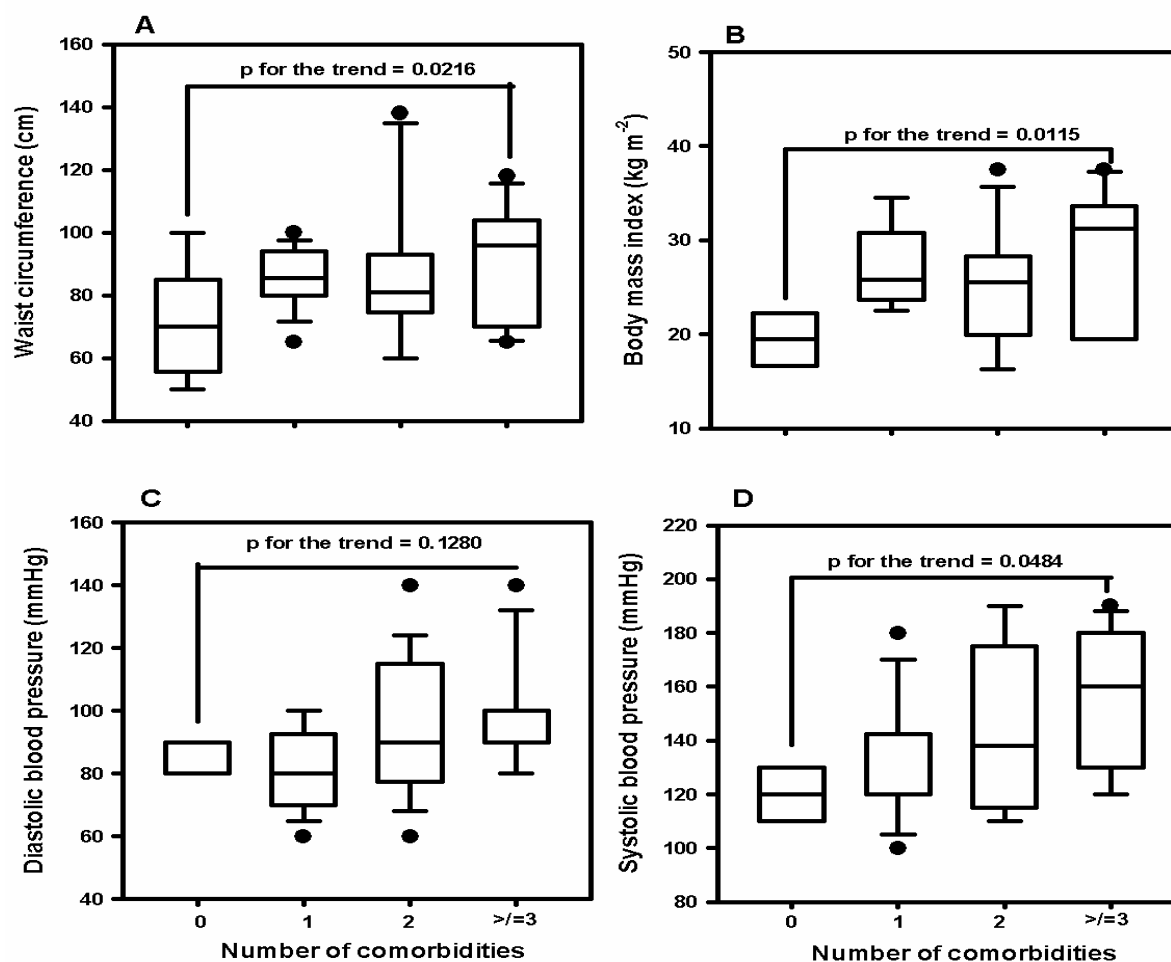 A
160
p for the trend = 0.0216
140
120
100
80
60
40
Waist circumference (cm)
B
50
p for the trend = 0.0115
40
30
20
10
Body mass index (kg m-2)
C
160
p for the trend = 0.1280
140
120
100
80
60
40
Diastolic blood pressure (mmHg)
0 1 2 >/=3
Number of comorbidities
D
220
p for the trend = 0.0484
200
180
160
140
120
100
80
Systolic blood pressure (mmHg)
0 1 2 >/=3
Number of comorbidities